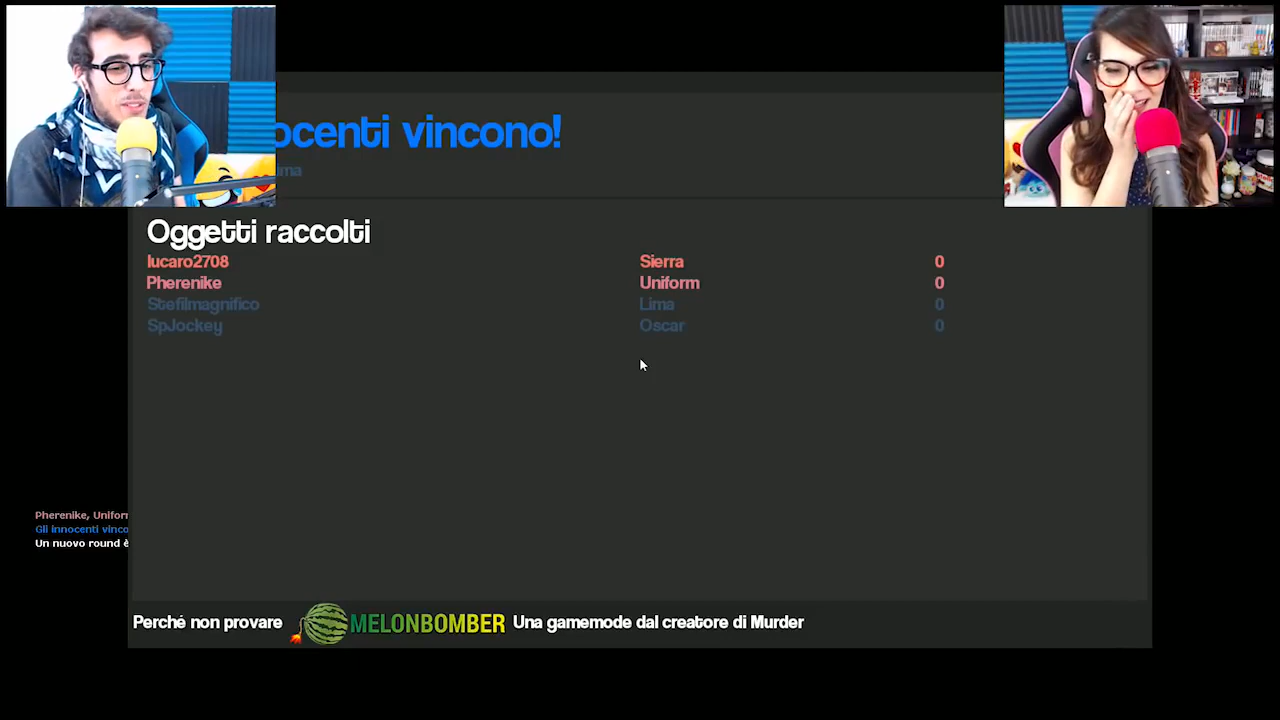 ocenti vincono!
ima
Oggetti raccolti
lucaro2708 Sierra 0
Pherenike Uniform 0
Stefilmagnifico Lima 0
SpJockey Oscar 0
Pherenike, Uniform
Gli innocenti vinco
Un nuovo round è
Perché non provare MELONBOMBER Una gamemode dal creatore di Murder